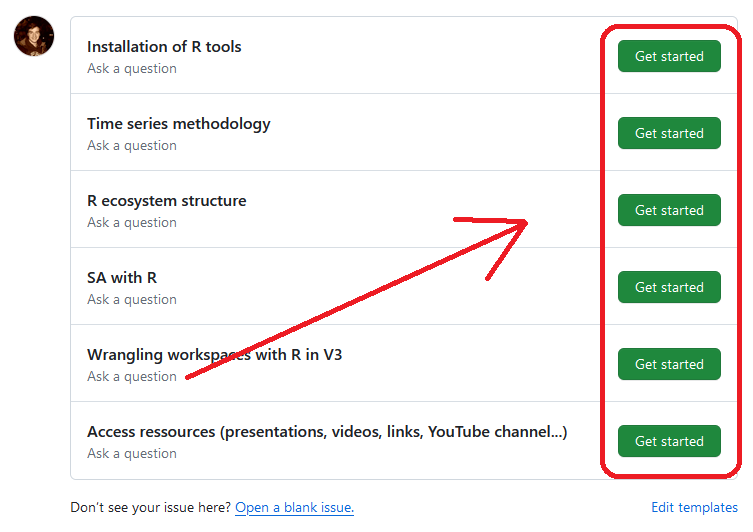 Installation of R tools
Ask a question
Get started
Time series methodology
Ask a question
Get started
R ecosystem structure
Ask a question
Get started
SA with R
Ask a question
Get started
Wrangling workspaces with R in V3
Ask a question
Get started
Access ressources (presentations, videos, links, YouTube channel...)
Ask a question
Get started
Don't see your issue here? Open a blank issue.
Edit templates